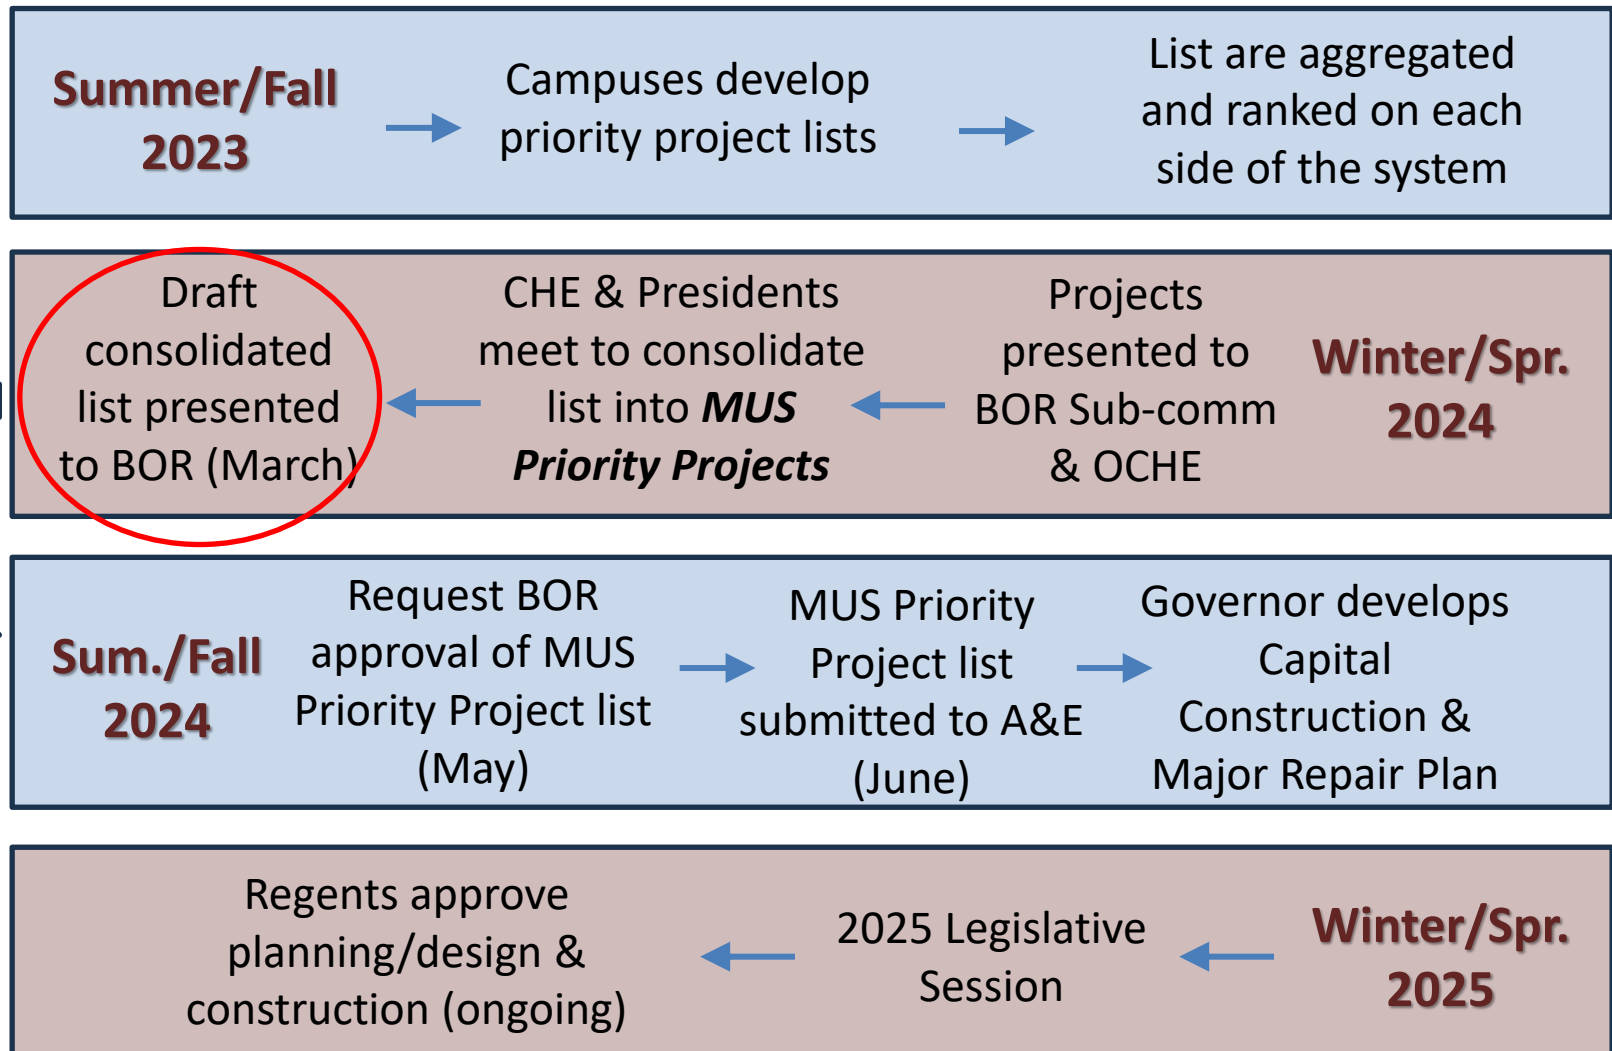 Summer/Fall
2023
Campuses develop
priority project lists
List are aggregated
and ranked on each
side of the system
Winter/Spr.
2024
Projects
presented to
BOR Sub-comm
& OCHE
CHE & Presidents
meet to consolidate
list into MUS
Priority Projects
Draft
consolidated
list presented
to BOR (March)
Sum./Fall
2024
Request BOR
approval of MUS
Priority Project list
(May)
MUS Priority
Project list
submitted to A&E
(June)
Governor develops
Capital
Construction &
Major Repair Plan
Winter/Spr.
2025
2025 Legislative
Session
Regents approve
planning/design &
construction (ongoing)